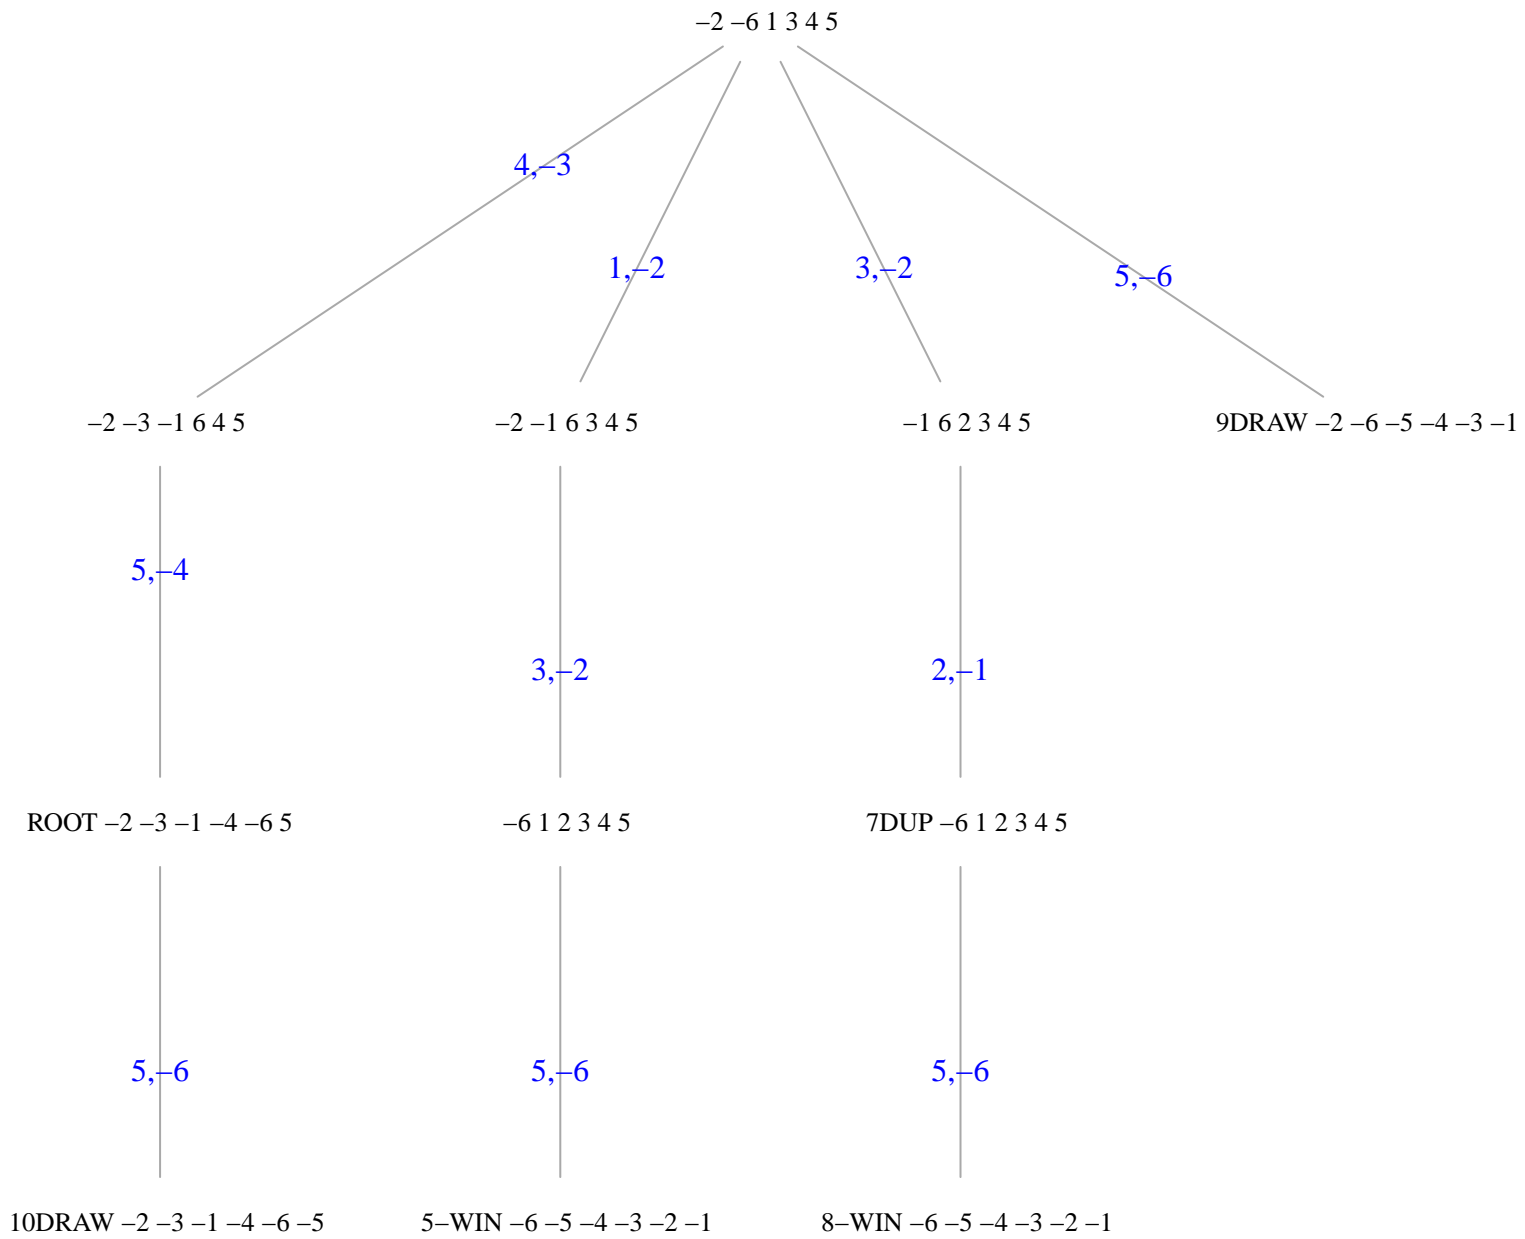 –2 –6 1 3 4 5
4,–3
1,–2
3,–2
5,–6
–2 –3 –1 6 4 5
–2 –1 6 3 4 5
–1 6 2 3 4 5
9DRAW –2 –6 –5 –4 –3 –1
5,–4
3,–2
2,–1
ROOT –2 –3 –1 –4 –6 5
–6 1 2 3 4 5
7DUP –6 1 2 3 4 5
5,–6
5,–6
5,–6
10DRAW –2 –3 –1 –4 –6 –5
5–WIN –6 –5 –4 –3 –2 –1
8–WIN –6 –5 –4 –3 –2 –1